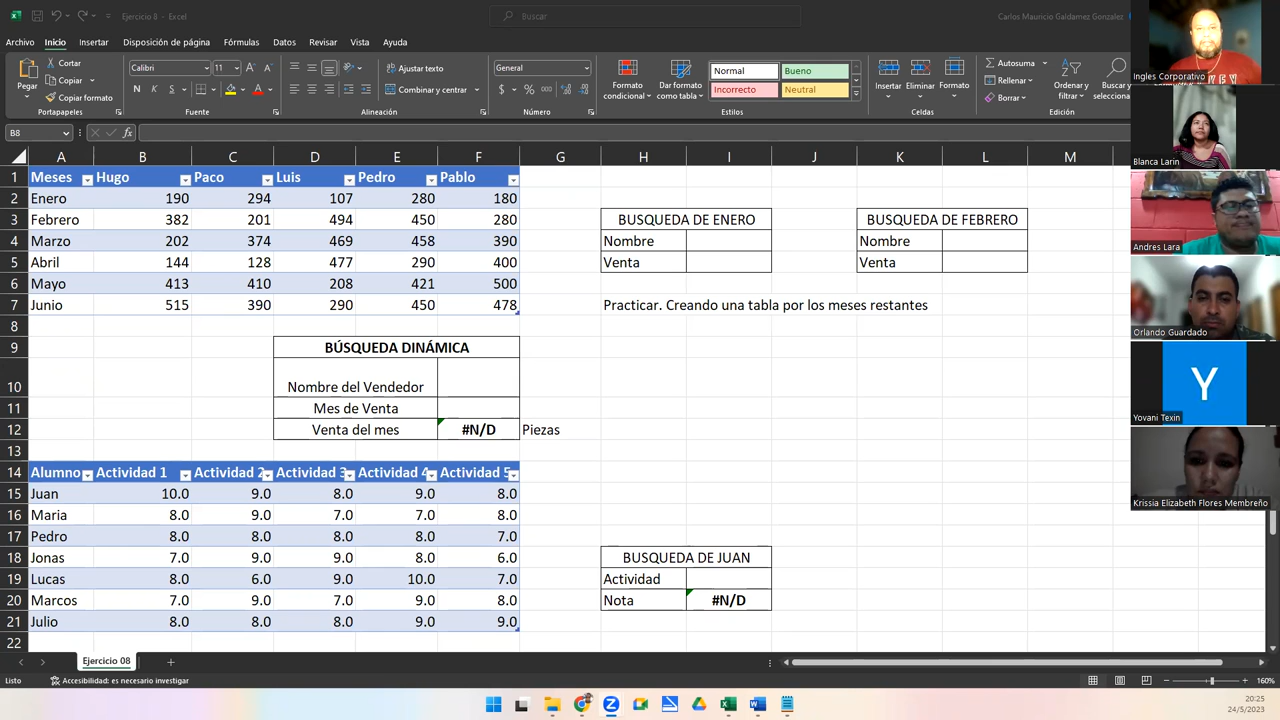 Ejercicio 8 - Excel
Buscar
Carlos Mauricio Galdamez Gonzalez
Archivo Inicio Insertar Disposición de página Fórmulas Datos Revisar Vista Ayuda
Pegar
Cortar
Copiar
Copiar formato
Portapapeles
Calibri 11
N K S
Fuente
Ajustar texto
Combinar y centrar
Alineación
General
Número
Formato condicional
Dar formato como tabla
Normal Bueno
Incorrecto Neutral
Estilos
Insertar Eliminar Formato
Celdas
Autosuma
Rellenar
Borrar
Ordenar y filtrar
Buscar y selecciona
Edición
B8 fx
A B C D E F G H I J K L M
1 Meses Hugo Paco Luis Pedro Pablo
2 Enero 190 294 107 280 180
3 Febrero 382 201 494 450 280 BUSQUEDA DE ENERO BUSQUEDA DE FEBRERO
4 Marzo 202 374 469 458 390 Nombre Nombre
5 Abril 144 128 477 290 400 Venta Venta
6 Mayo 413 410 208 421 500
7 Junio 515 390 290 450 478 Practicar. Creando una tabla por los meses restantes
8
9 BÚSQUEDA DINÁMICA
10 Nombre del Vendedor
11 Mes de Venta
12 Venta del mes #N/D Piezas
13
14 Alumno Actividad 1 Actividad 2 Actividad 3 Actividad 4 Actividad 5
15 Juan 10.0 9.0 8.0 9.0 8.0
16 Maria 8.0 9.0 7.0 7.0 8.0
17 Pedro 8.0 8.0 8.0 8.0 7.0
18 Jonas 7.0 9.0 9.0 8.0 6.0 BUSQUEDA DE JUAN
19 Lucas 8.0 6.0 9.0 10.0 7.0 Actividad
20 Marcos 7.0 9.0 7.0 9.0 8.0 Nota #N/D
21 Julio 8.0 8.0 8.0 9.0 9.0
22
Ejercicio 08
Listo Accesibilidad: es necesario investigar 160%
20:25
24/5/2023
Ingles Corporativo
Blanca Larin
Andres Lara
Orlando Guardado
Y
Yovani Texin
Krissia Elizabeth Flores Membreño